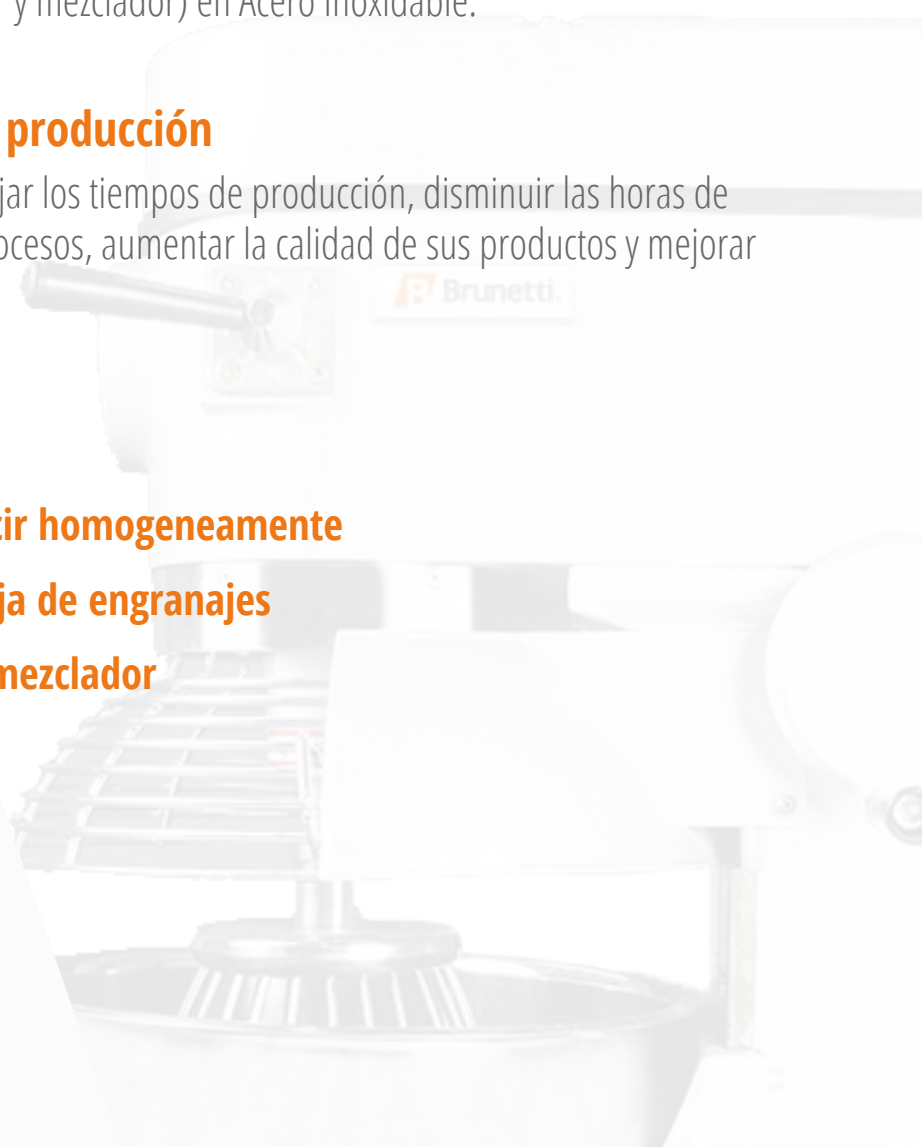 y mezclador) en Acero Inoxidable.
producción
jar los tiempos de producción, disminuir las horas de
ocesos, aumentar la calidad de sus productos y mejorar
Brunetti.
ir homogeneamente
ja de engranajes
mezclador